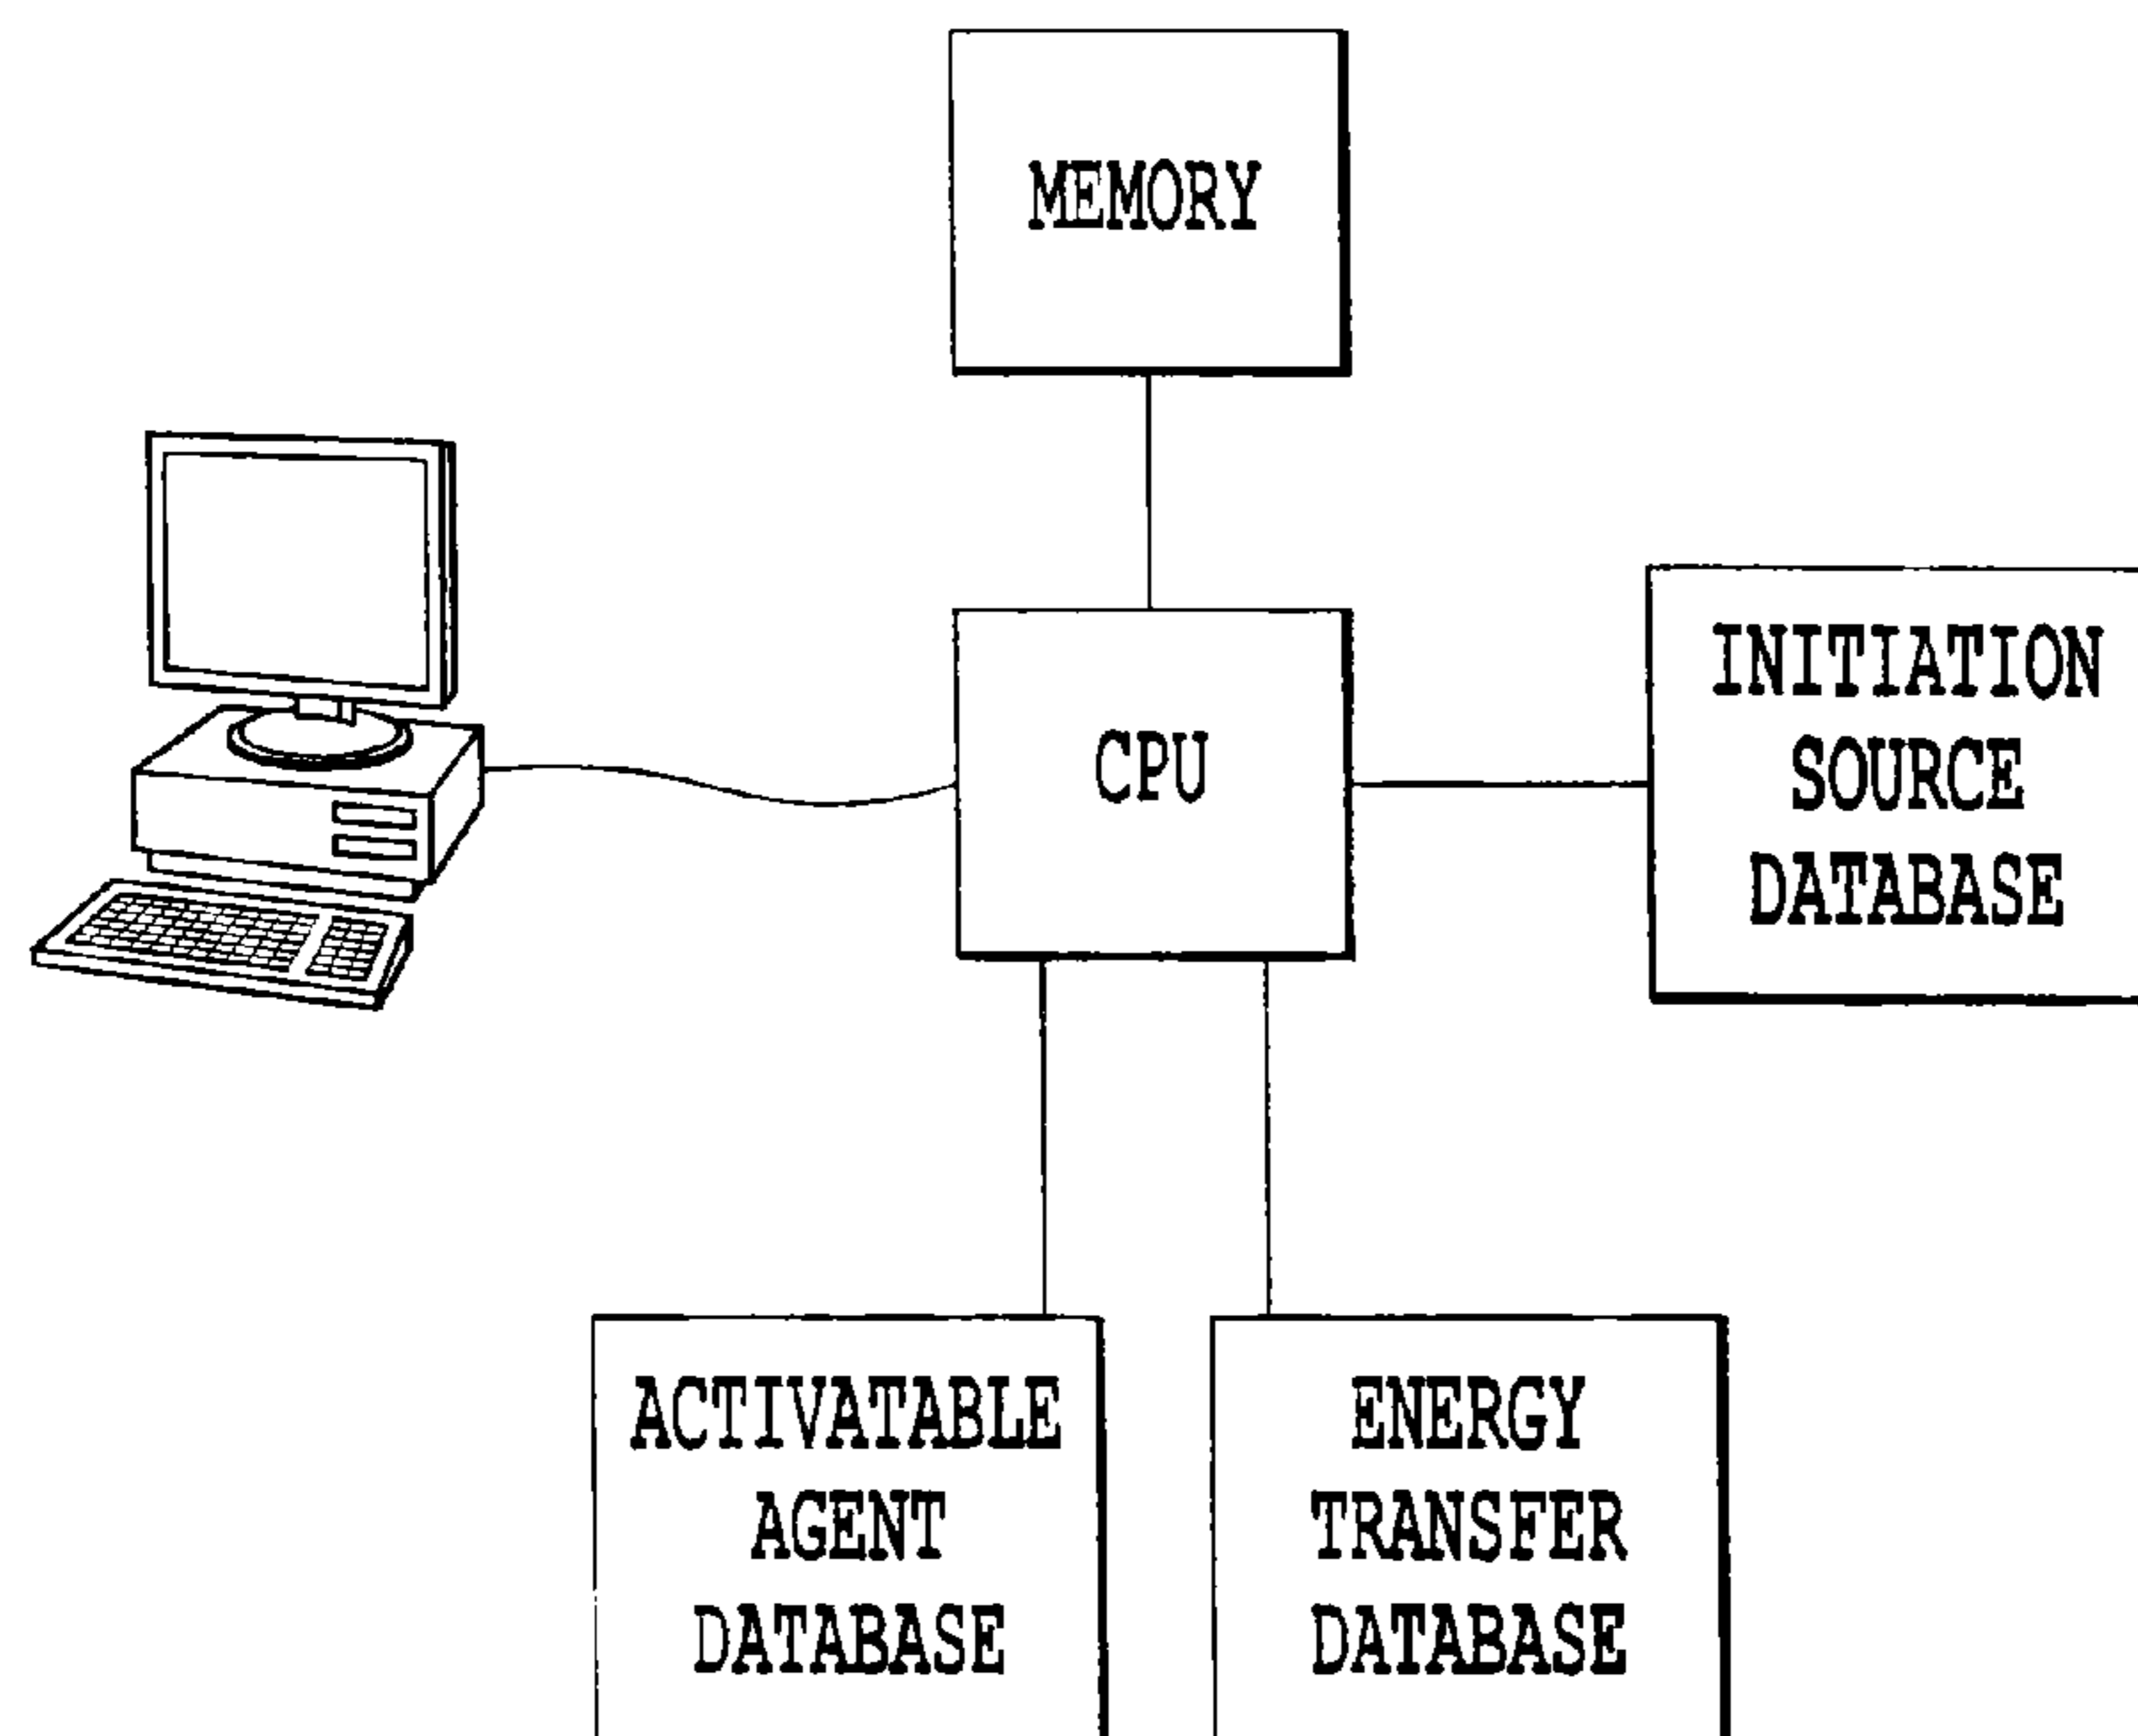 MEMORY
CPU
INITIATION
SOURCE
DATABASE
ACTIVATABLE
AGENT
DATABASE
ENERGY
TRANSFER
DATABASE